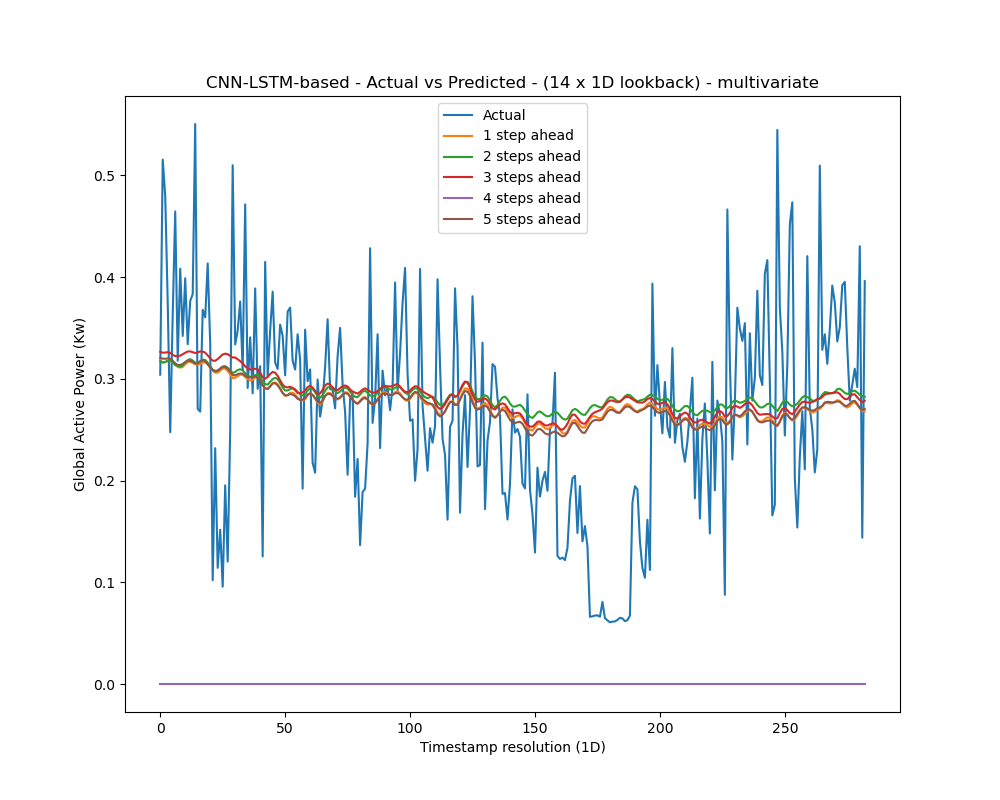 CNN-LSTM-based - Actual vs Predicted - (14 x 1D lookback) - multivariate
Actual
1 step ahead
2 steps ahead
3 steps ahead
4 steps ahead
5 steps ahead
Global Active Power (Kw)
0.5
0.4
0.3
0.2
0.1
0.0
0 50 100 150 200 250
Timestamp resolution (1D)